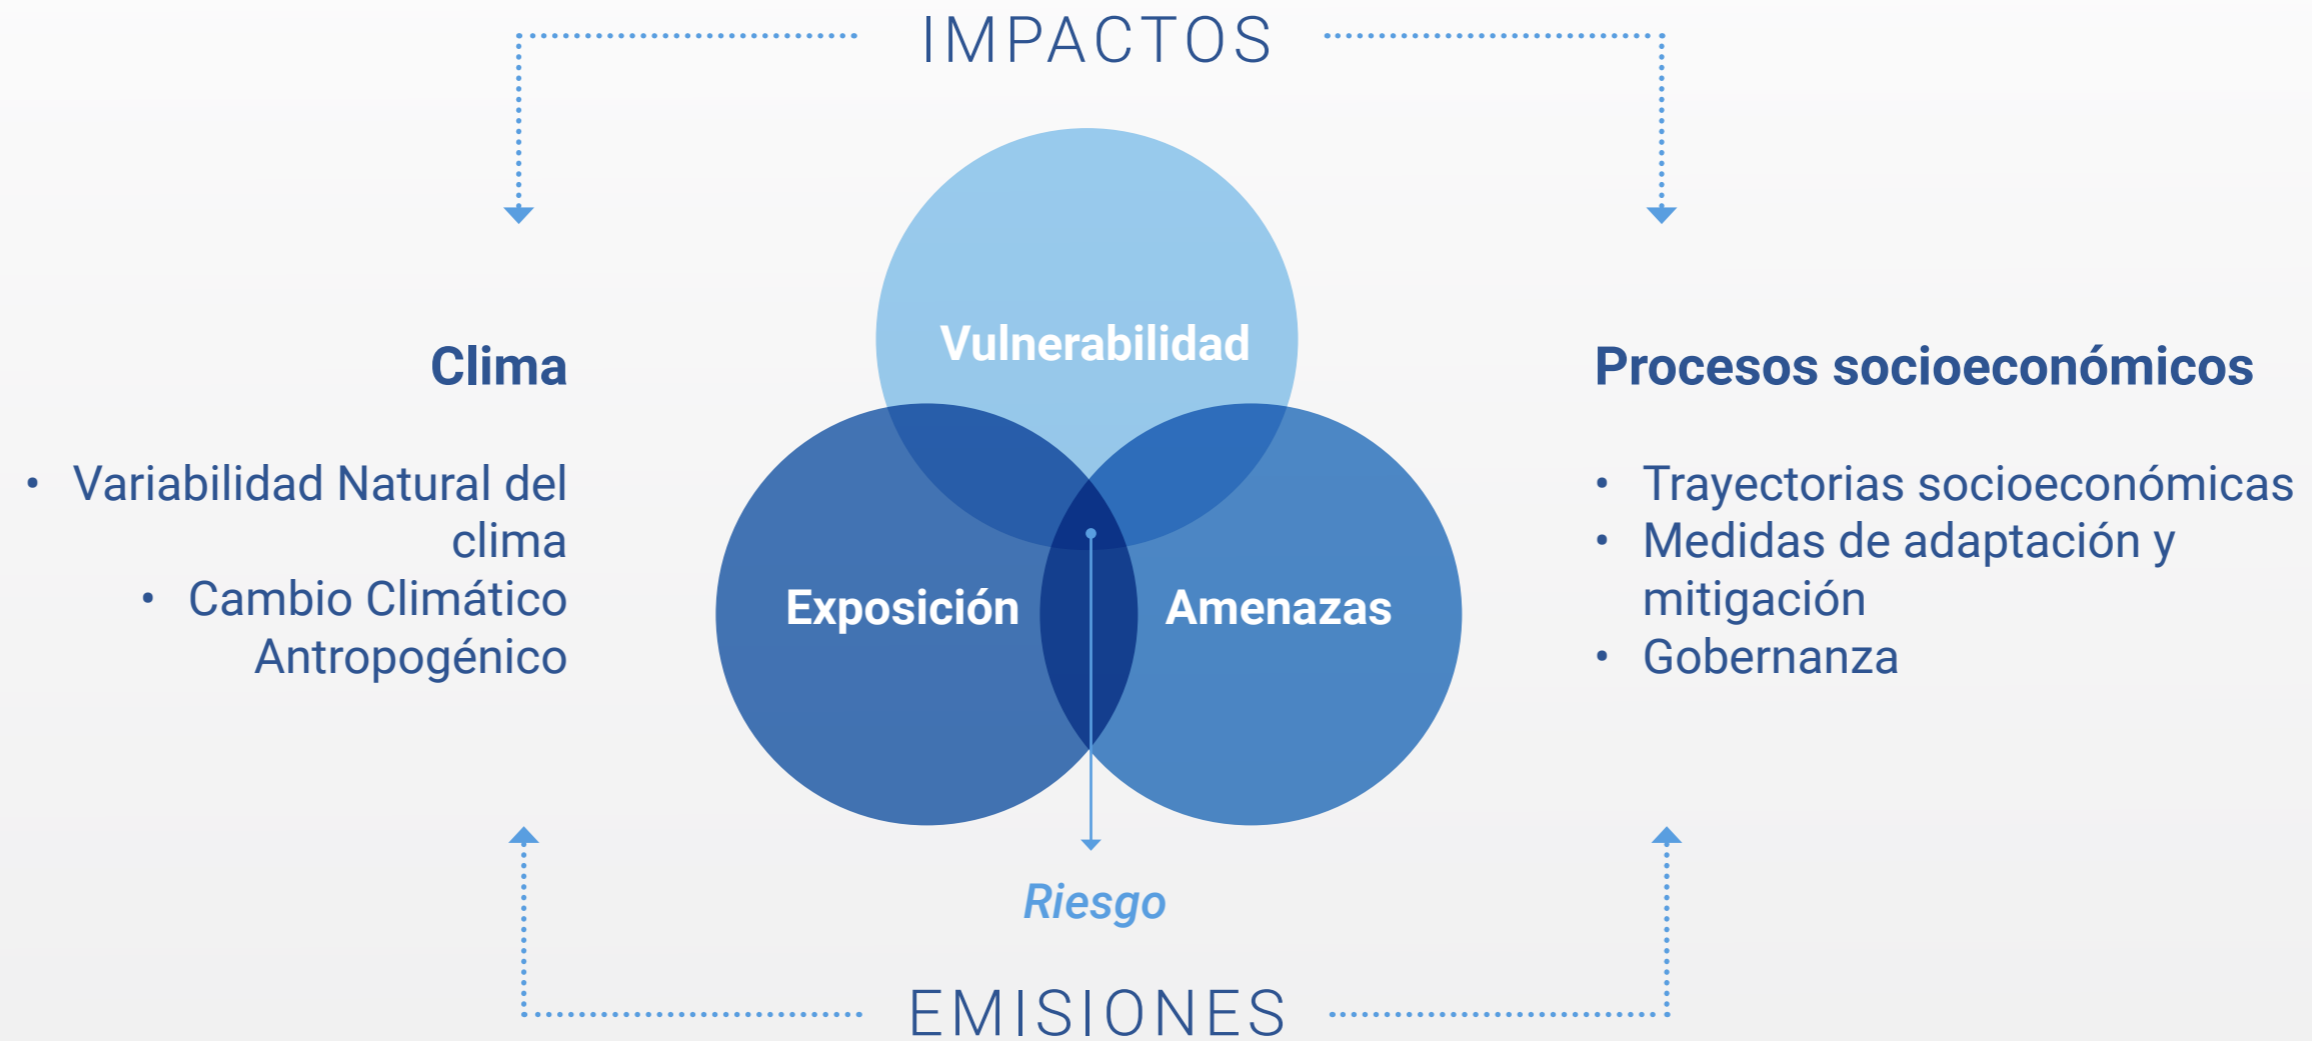 IMPACTOS
Clima
• Variabilidad Natural del
clima
• Cambio Climático
Antropogénico
Vulnerabilidad
Exposición
Amenazas
Riesgo
Procesos socioeconómicos
• Trayectorias socioeconómicas
• Medidas de adaptación y
mitigación
• Gobernanza
EMISIONES